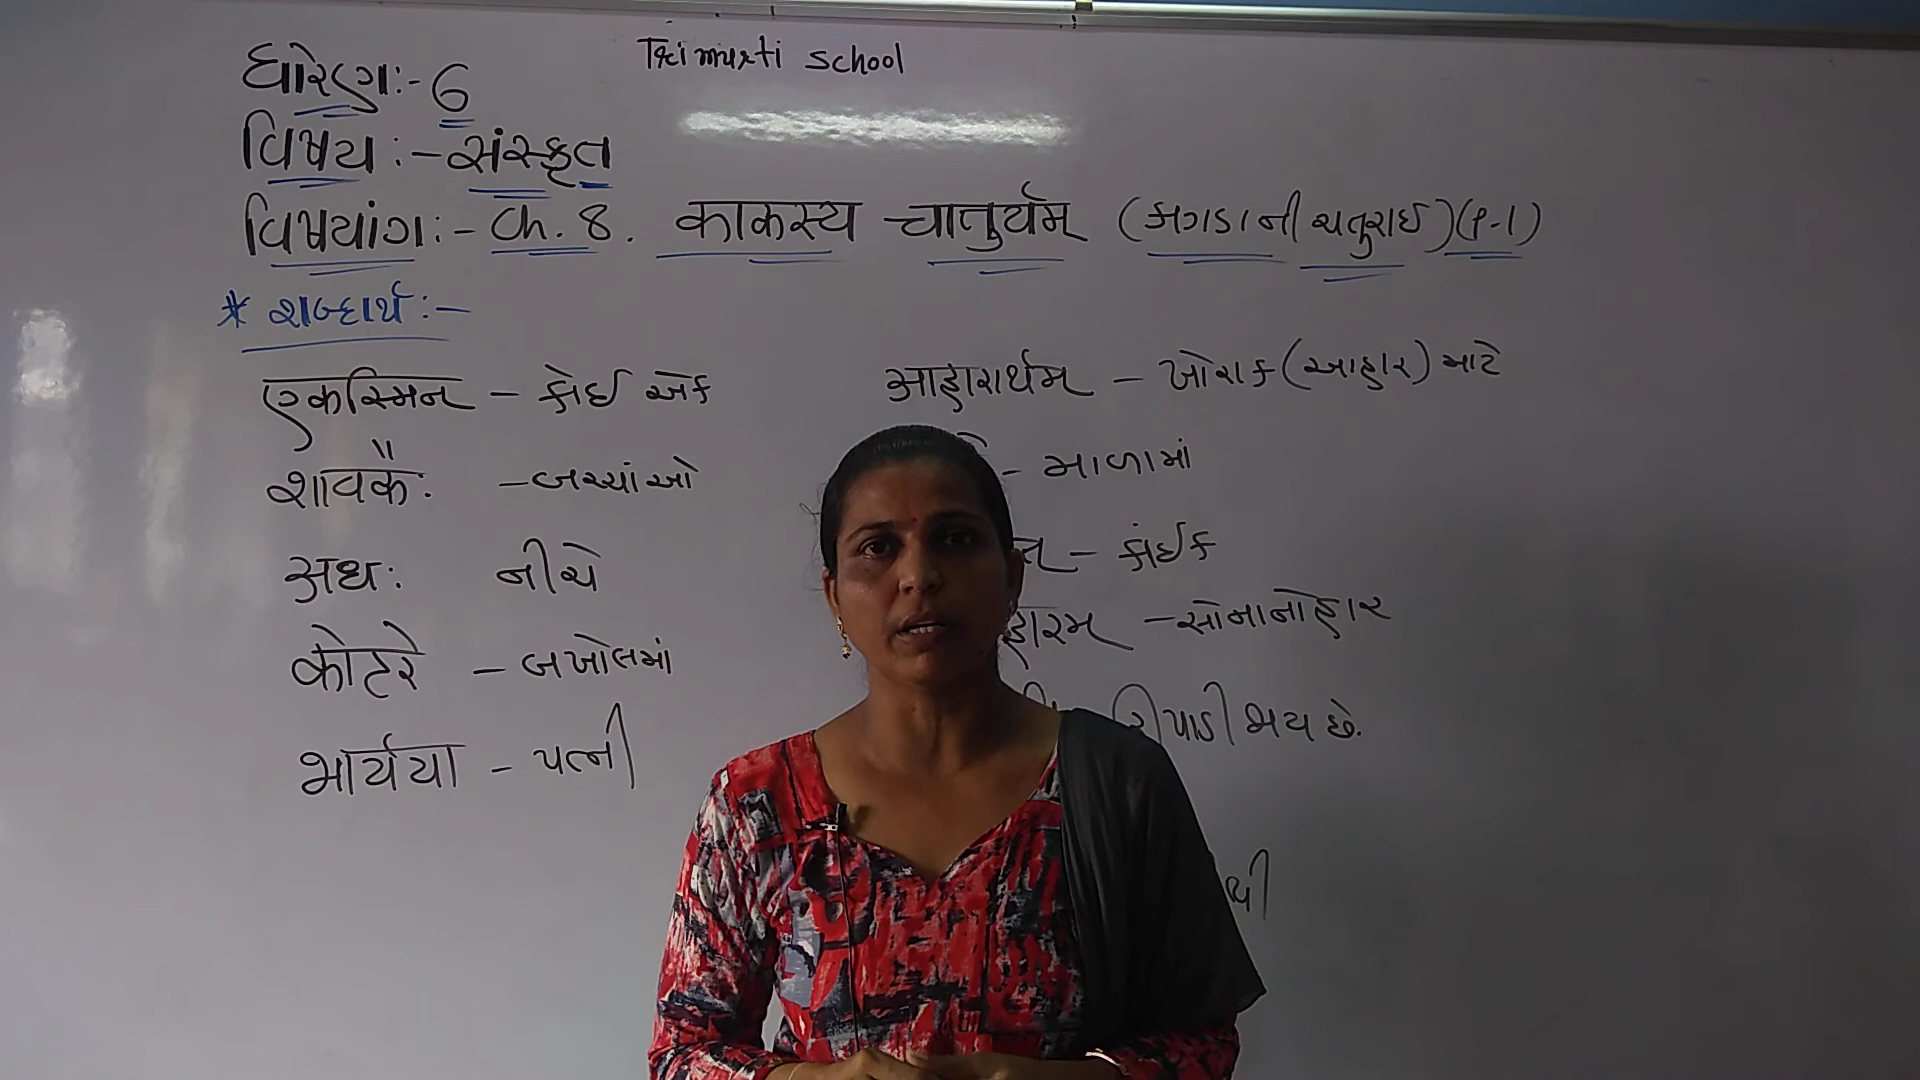 Trimurti school
ધોરણ:- 6
વિષય :- સંસ્કૃત
વિષયાંગ:- Ch. 8. काकस्य चातुर्यम् (કાગડાની ચતુરાઈ) (P-1)
* શબ્દાર્થ :-
एकस्मिन् - કોઈ એક
आहारार्थम् - ખોરાક (આહાર) માટે
शावकैः - બચ્ચાંઓ
- માળામાં
अधः નીચે
- કંઈક
हारम् - સોનાનો હાર
कोटरे - બખોલમાં
પાડી જાય છે.
भार्यया - પત્ની
થી